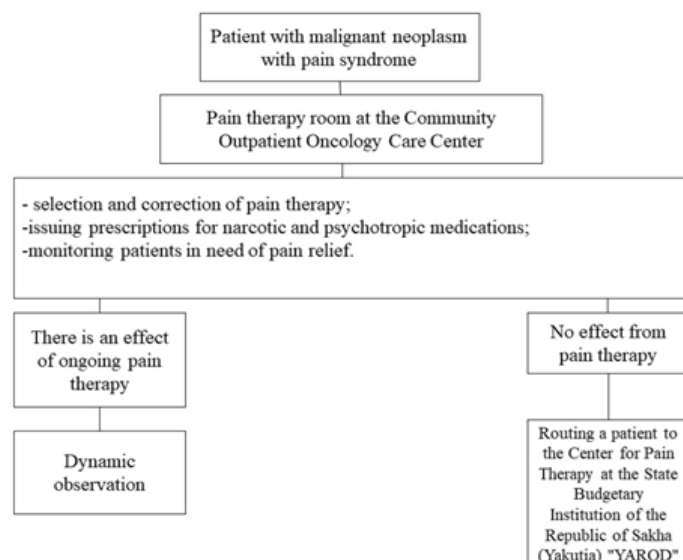 Patient with malignant neoplasm
with pain syndrome
Pain therapy room at the Community
Outpatient Oncology Care Center
- selection and correction of pain therapy;
-issuing prescriptions for narcotic and psychotropic medications;
-monitoring patients in need of pain relief.
There is an effect
of ongoing pain
therapy
No effect from
pain therapy
Dynamic
observation
Routing a patient to
the Center for Pain
Therapy at the State
Budgetary
Institution of the
Republic of Sakha
(Yakutia) "YAROD"